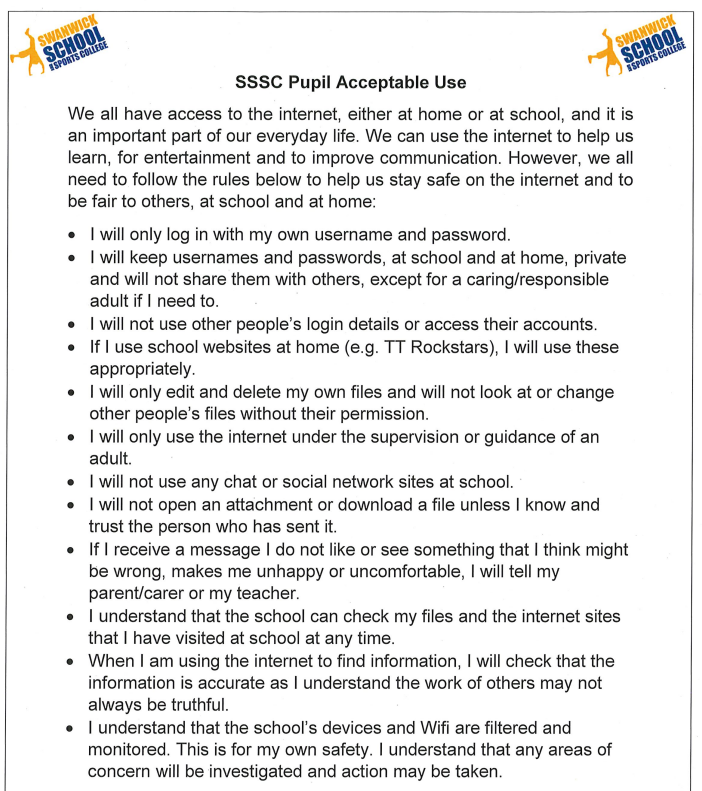 SWANWICK
SCHOOL
AND SPORTS COLLEGE
SWANWICK
SCHOOL
AND SPORTS COLLEGE
SSSC Pupil Acceptable Use
We all have access to the internet, either at home or at school, and it is
an important part of our everyday life. We can use the internet to help us
learn, for entertainment and to improve communication. However, we all
need to follow the rules below to help us stay safe on the internet and to
be fair to others, at school and at home:
• I will only log in with my own username and password.
• I will keep usernames and passwords, at school and at home, private
and will not share them with others, except for a caring/responsible
adult if I need to.
• I will not use other people's login details or access their accounts.
• If I use school websites at home (e.g. TT Rockstars), I will use these
appropriately.
• I will only edit and delete my own files and will not look at or change
other people's files without their permission.
• I will only use the internet under the supervision or guidance of an
adult.
• I will not use any chat or social network sites at school.
• I will not open an attachment or download a file unless I know and
trust the person who has sent it.
• If I receive a message I do not like or see something that I think might
be wrong, makes me unhappy or uncomfortable, I will tell my
parent/carer or my teacher.
• I understand that the school can check my files and the internet sites
that I have visited at school at any time.
• When I am using the internet to find information, I will check that the
information is accurate as I understand the work of others may not
always be truthful.
• I understand that the school's devices and Wifi are filtered and
monitored. This is for my own safety. I understand that any areas of
concern will be investigated and action may be taken.